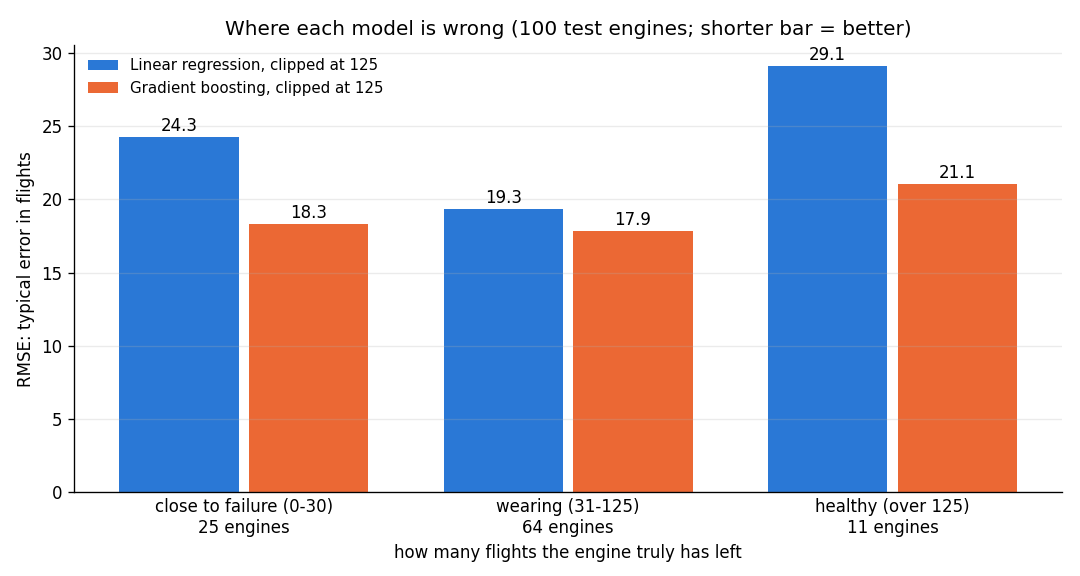 Where each model is wrong (100 test engines; shorter bar = better)
Linear regression, clipped at 125
Gradient boosting, clipped at 125
RMSE: typical error in flights
30
25
20
15
10
5
0
24.3
18.3
19.3
17.9
29.1
21.1
close to failure (0-30)
25 engines
wearing (31-125)
64 engines
healthy (over 125)
11 engines
how many flights the engine truly has left